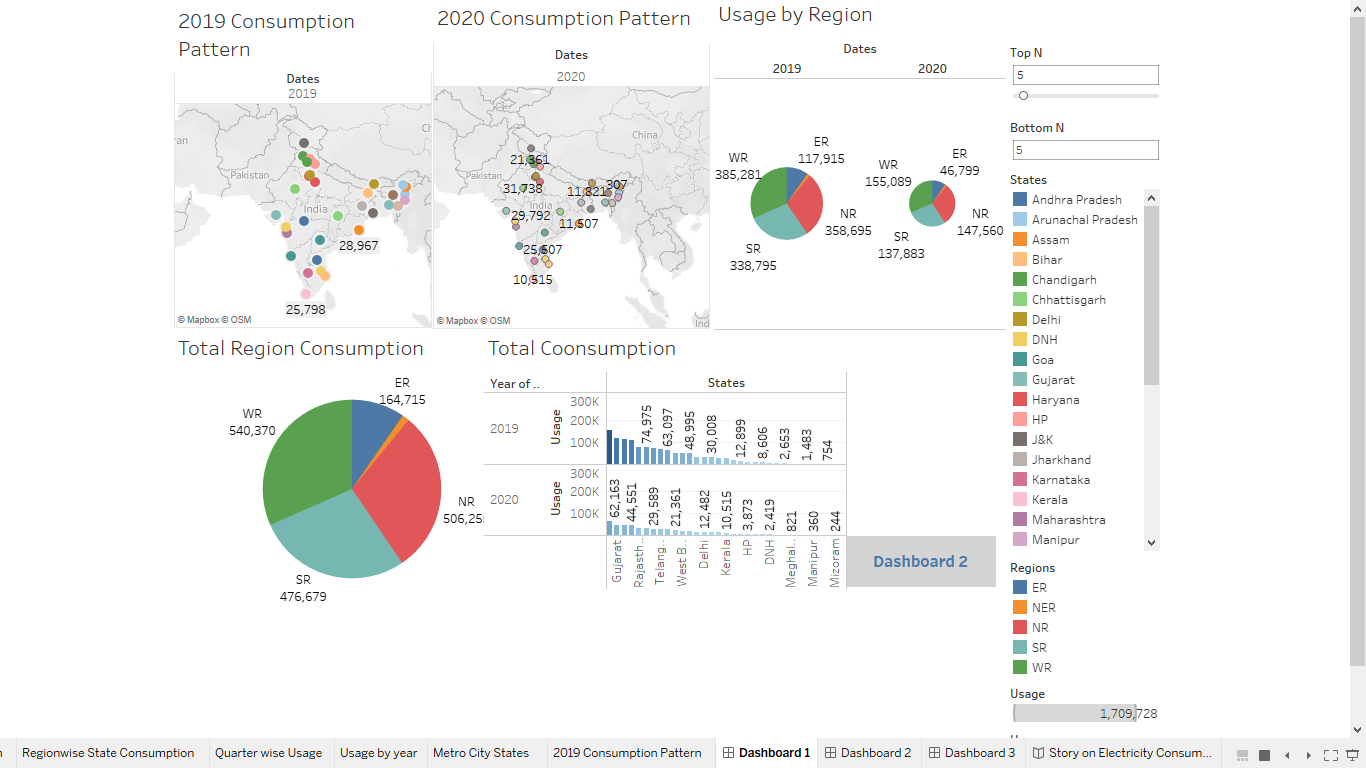 2019 Consumption
Pattern
Dates
2019
Pakistan
India
28,967
25,798
© Mapbox © OSM
2020 Consumption Pattern
Dates
2020
China
Pakistan
India
21,361
31,738
11,821
307
29,792
11,607
25,607
10,515
© Mapbox © OSM
Ind
Usage by Region
Dates
2019
2020
ER
117,915
WR
385,281
NR
358,695
SR
338,795
ER
46,799
WR
155,089
NR
147,560
SR
137,883
Total Region Consumption
ER
164,715
WR
540,370
NR
506,255
SR
476,679
Total Coonsumption
Year of ..
States
2019
Usage
300K
200K
100K
74,975
63,097
48,995
30,008
12,899
8,606
2,653
1,483
754
2020
Usage
300K
200K
100K
62,163
44,551
29,589
21,361
12,482
10,515
3,873
2,419
821
360
244
Gujarat
Rajasth..
Telang..
West B..
Delhi
Kerala
HP
DNH
Meghal..
Manipur
Mizoram
Dashboard 2
Top N
5
Bottom N
5
States
Andhra Pradesh
Arunachal Pradesh
Assam
Bihar
Chandigarh
Chhattisgarh
Delhi
DNH
Goa
Gujarat
Haryana
HP
J&K
Jharkhand
Karnataka
Kerala
Maharashtra
Manipur
Regions
ER
NER
NR
SR
WR
Usage
1,709,728
Regionwise State Consumption
Quarter wise Usage
Usage by year
Metro City States
2019 Consumption Pattern
Dashboard 1
Dashboard 2
Dashboard 3
Story on Electricity Consum...